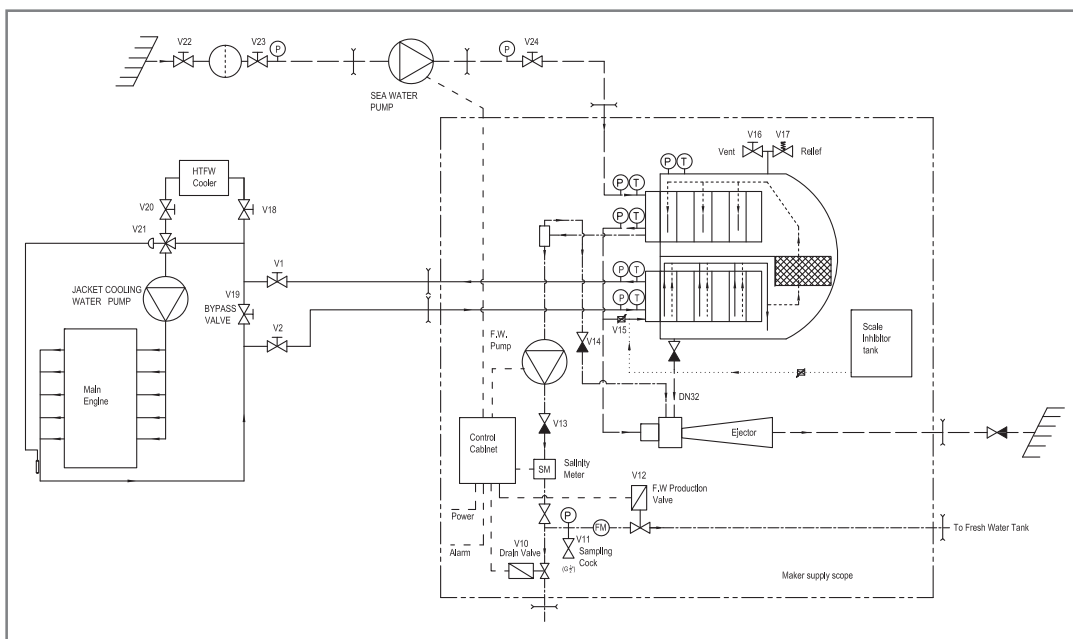 V22
V23
P
P
V24
SEA WATER
PUMP
V16
V17
Vent
Relief
HTFW
Cooler
V20
V18
V21
P T
P T
P T
V1
P T
JACKET COOLING
WATER PUMP
V19
BYPASS
VALVE
P T
V2
V15
F.W.
Pump
V14
Scale
Inhibitor
tank
Main
Engine
DN32
V13
Ejector
Control
Cabinet
SM
Salinity
Meter
V12
F.W Production
Valve
Power
P
FM
To Fresh Water Tank
V10
V11
Alarm
Drain Valve
Sampling
Cock
Maker supply scope